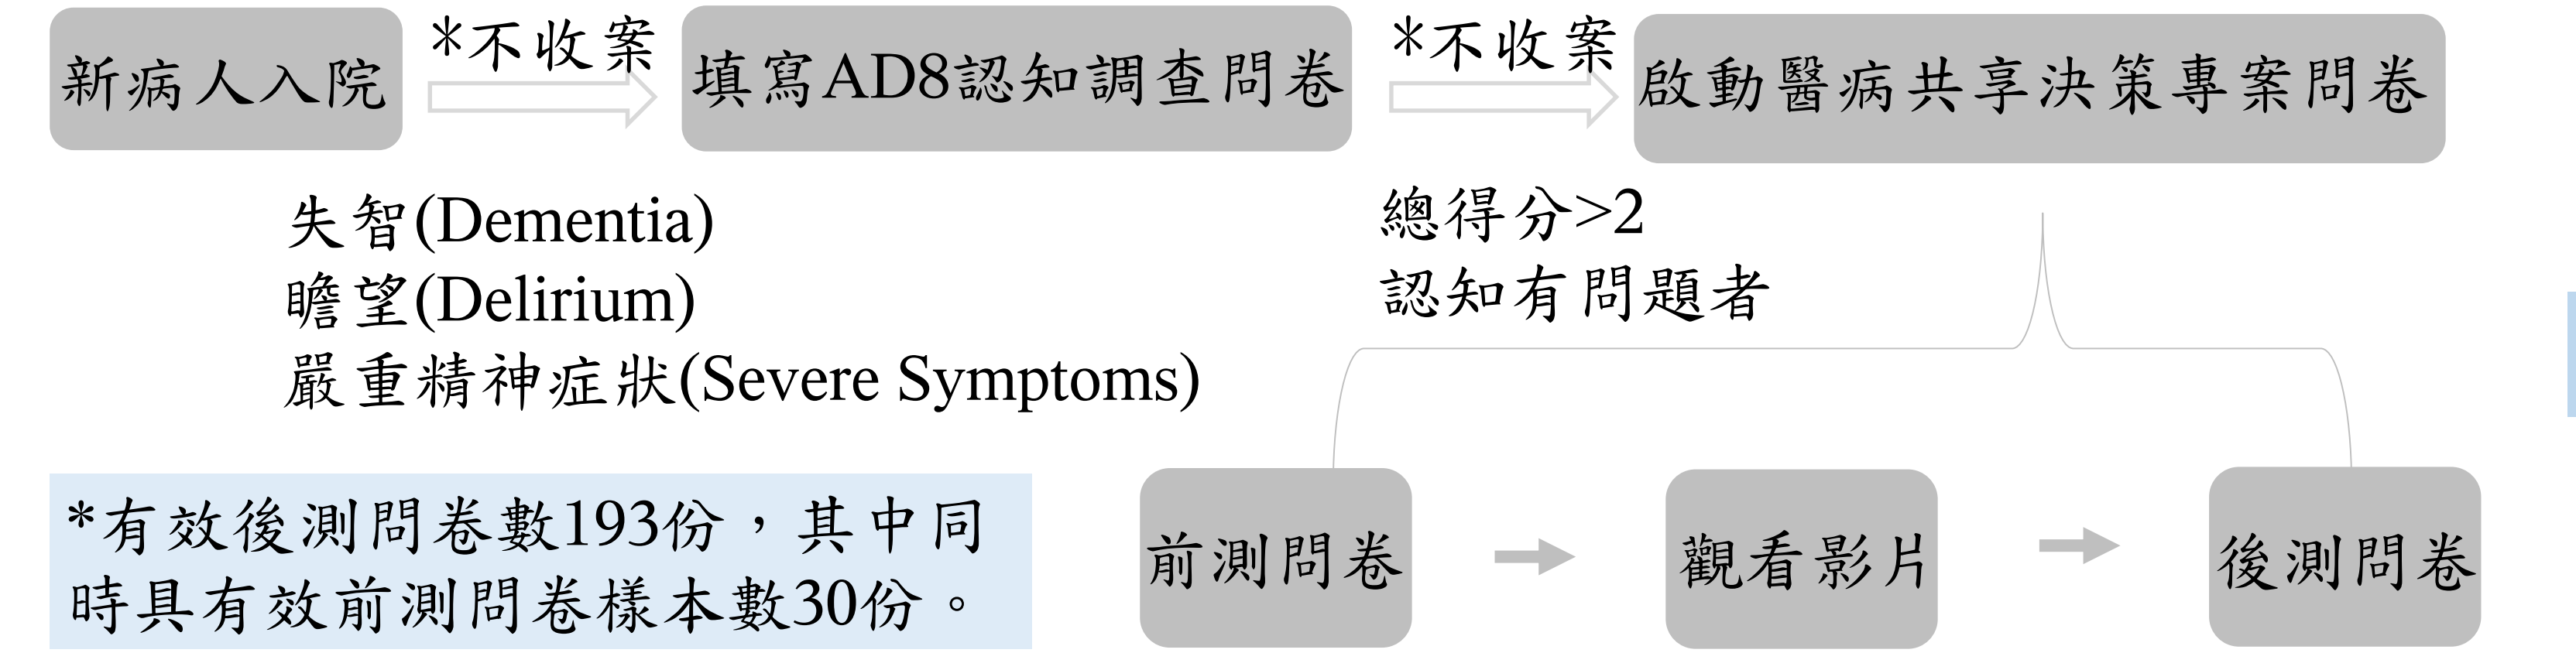 新病人入院
*不收案
填寫AD8認知調查問卷
*不收案
啟動醫病共享決策專案問卷
失智(Dementia)
瞻望(Delirium)
嚴重精神症狀(Severe Symptoms)
總得分>2
認知有問題者
*有效後測問卷數193份，其中同
時具有效前測問卷樣本數30份。
前測問卷
觀看影片
後測問卷